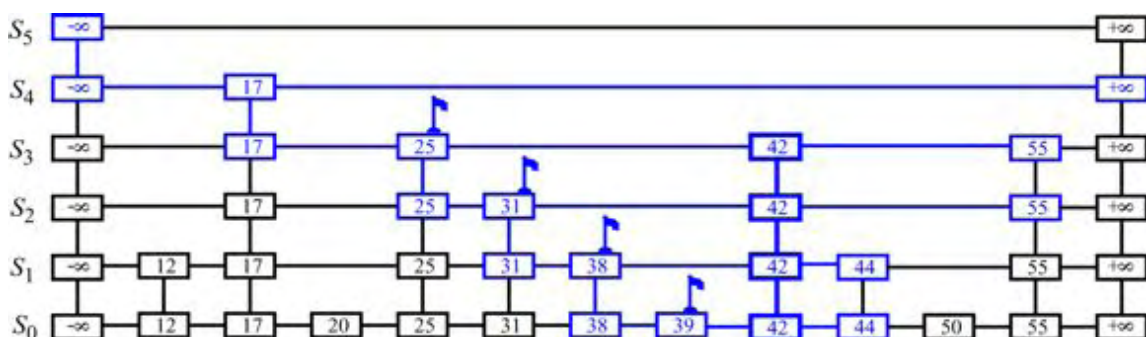 S5 -∞ +∞
S4 -∞ 17 +∞
S3 -∞ 17 25 42 55 +∞
S2 -∞ 17 25 31 42 55 +∞
S1 -∞ 12 17 25 31 38 42 44 55 +∞
S0 -∞ 12 17 20 25 31 38 39 42 44 50 55 +∞